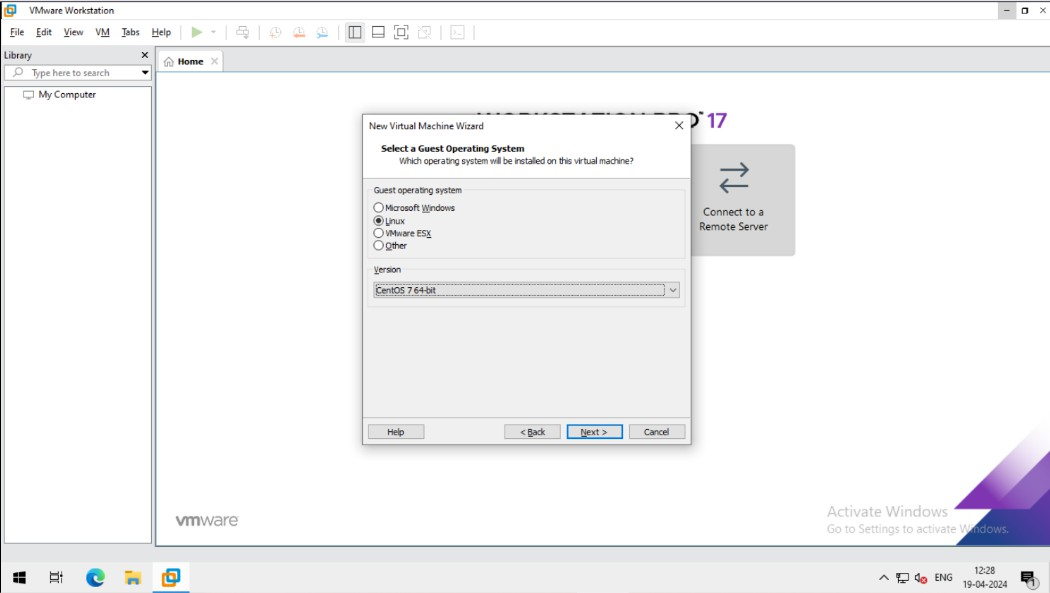 VMware Workstation
File Edit View VM Tabs Help
Library
Home
Type here to search
My Computer
WORKSTATION PRO™ 17
New Virtual Machine Wizard
Select a Guest Operating System
Which operating system will be installed on this virtual machine?
Guest operating system
Microsoft Windows
Linux
VMware ESX
Other
Version
CentOS 7 64-bit
Connect to a
Remote Server
Help
< Back
Next >
Cancel
vmware
Activate Windows
Go to Settings to activate Windows.
ENG
12:28
19-04-2024
1